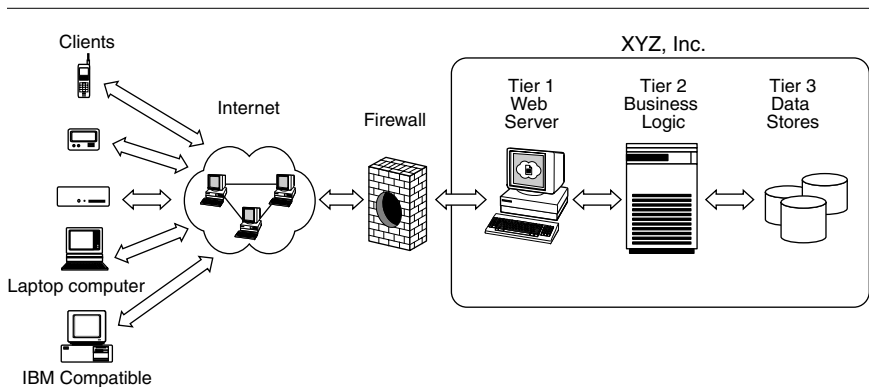 Clients
XYZ, Inc.
Internet
Firewall
Tier 1
Web
Server
Tier 2
Business
Logic
Tier 3
Data
Stores
Laptop computer
IBM Compatible